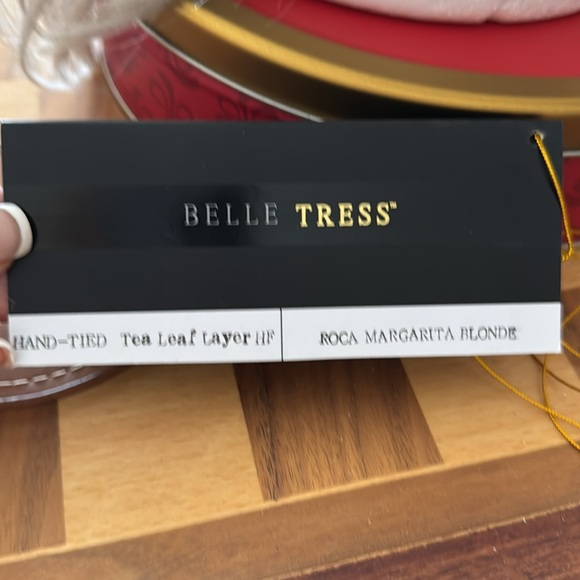 BELLE TRESS™
HAND-TIED Tea Leaf Layer HF
ROCA MARGARITA BLONDE